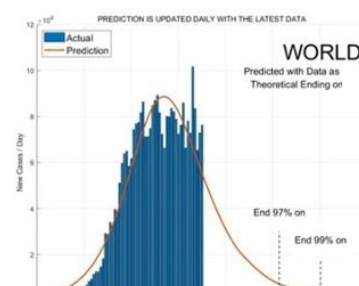 PREDICTION IS UPDATED DAILY WITH THE LATEST DATA
12 ×10⁴
Actual
Prediction
WORLD
Predicted with Data as
Theoretical Ending on
10
8
New Cases / Day
6
4
End 97% on
End 99% on
2